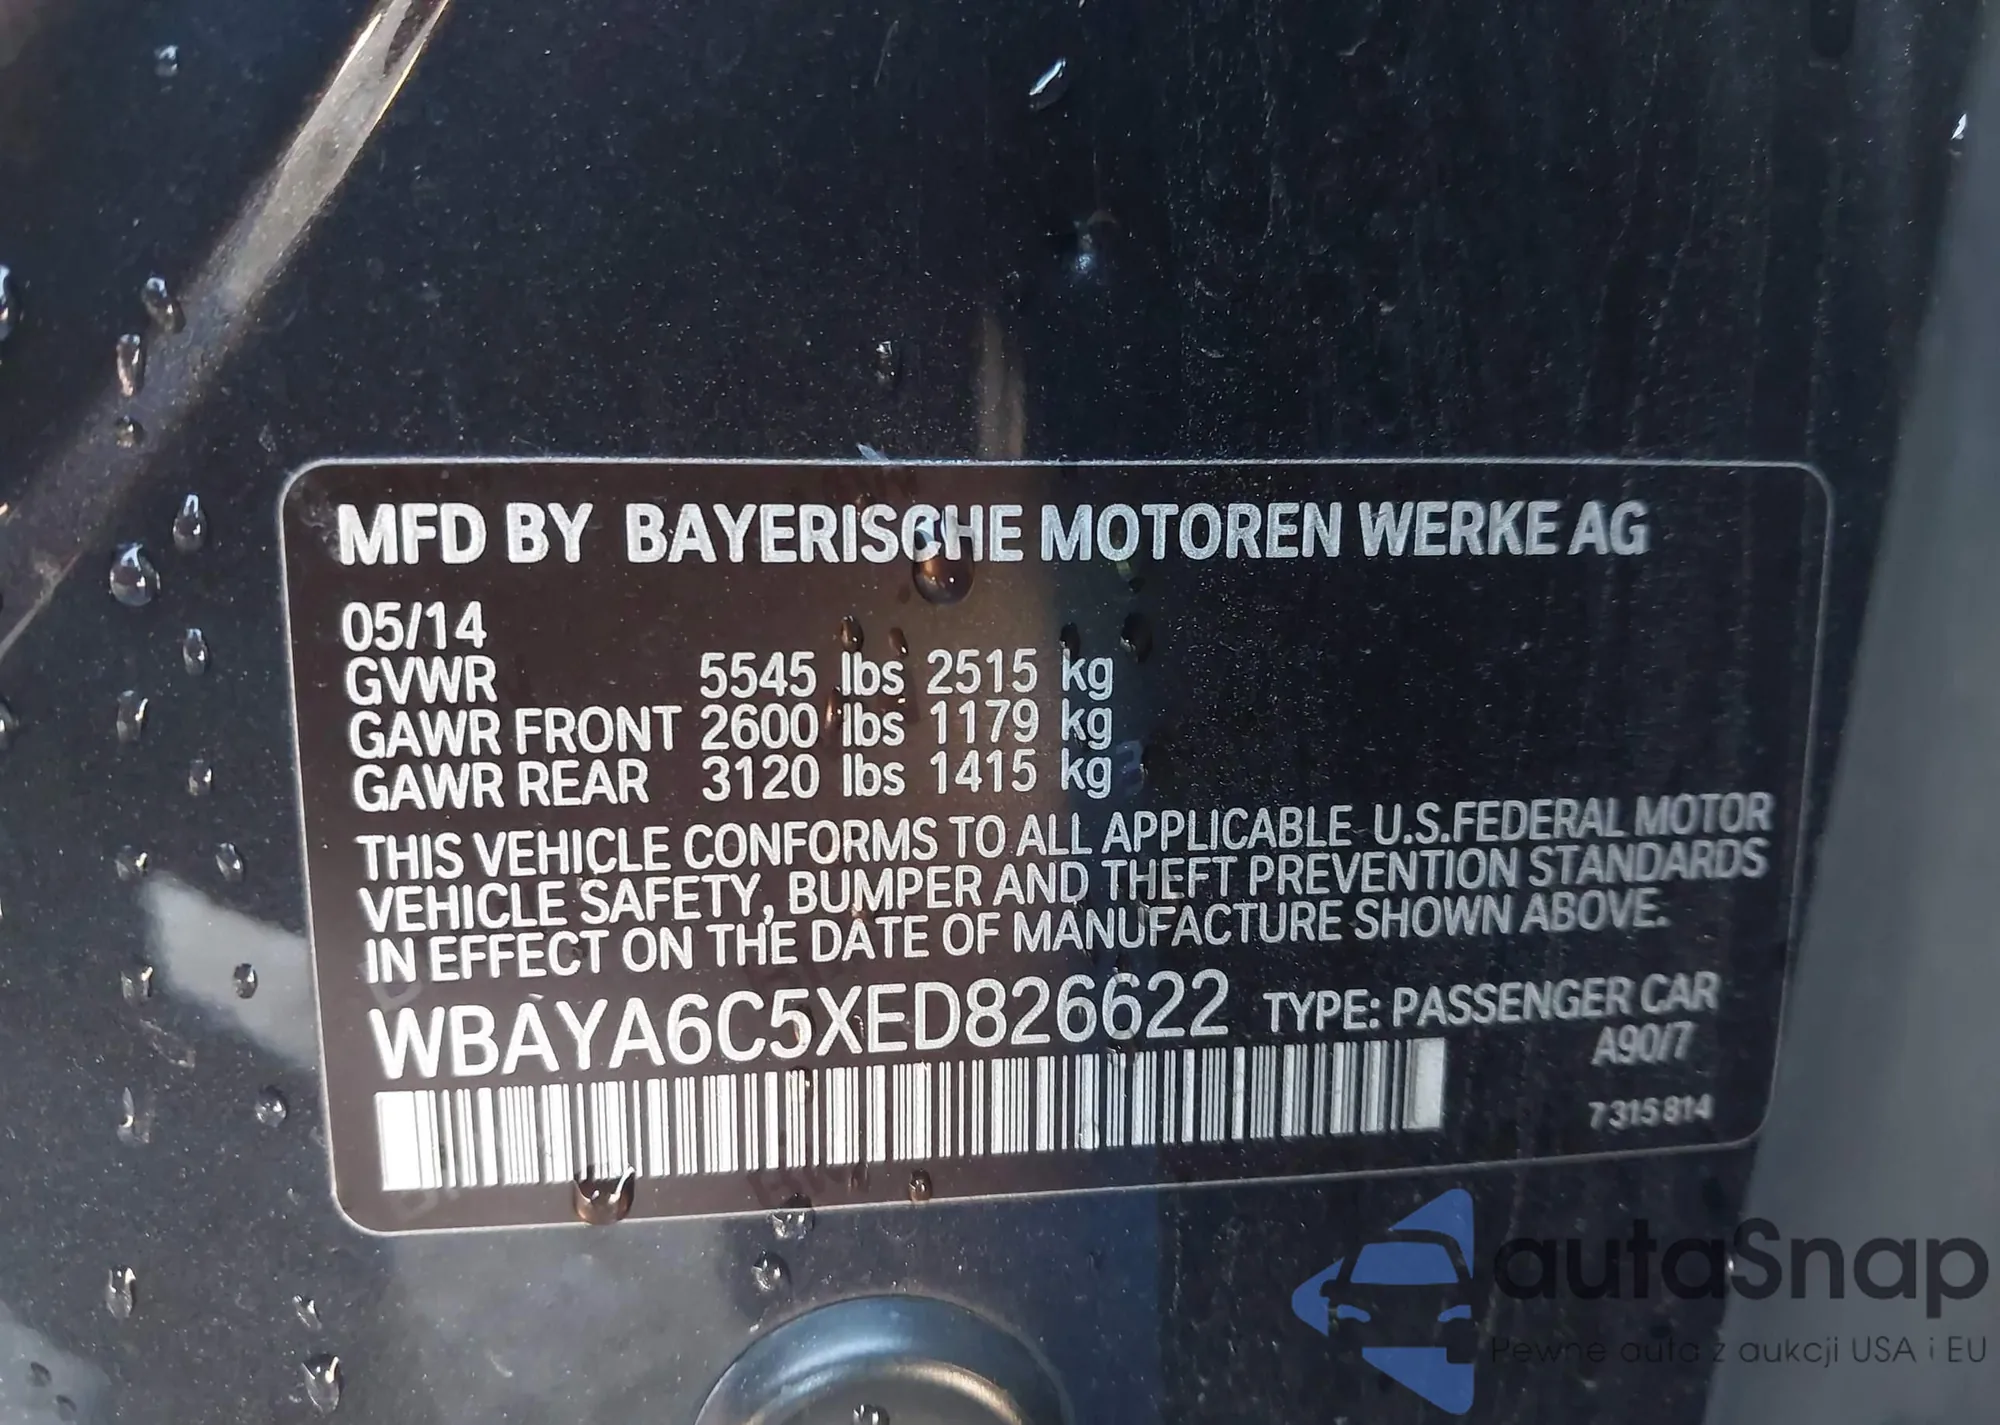 MFD BY BAYERISCHE MOTOREN WERKE AG
05/14
GVWR 5545 lbs 2515 kg
GAWR FRONT 2600 lbs 1179 kg
GAWR REAR 3120 lbs 1415 kg
THIS VEHICLE CONFORMS TO ALL APPLICABLE U.S.FEDERAL MOTOR
VEHICLE SAFETY, BUMPER AND THEFT PREVENTION STANDARDS
IN EFFECT ON THE DATE OF MANUFACTURE SHOWN ABOVE.
WBAYA6C5XED826622 TYPE: PASSENGER CAR
A90/7
7 315 814
autaSnap
Pewne auta z aukcji USA i EU